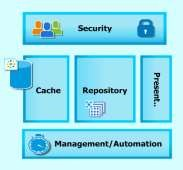 Security
Cache
Repository
Present..
Management/Automation